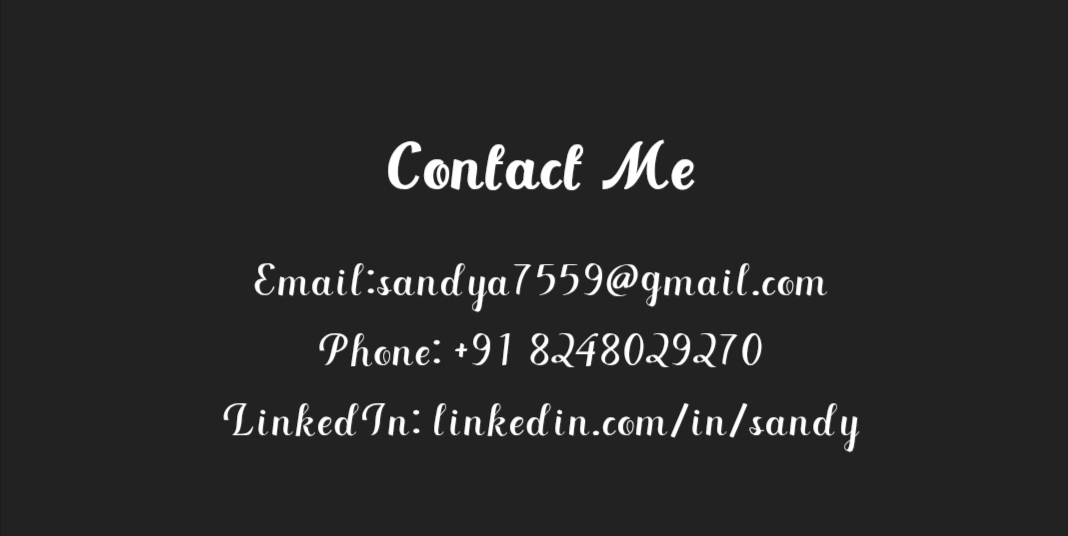 Contact Me
Email:sandya7559@gmail.com
Phone: +91 8248029270
LinkedIn: linkedin.com/in/sandy